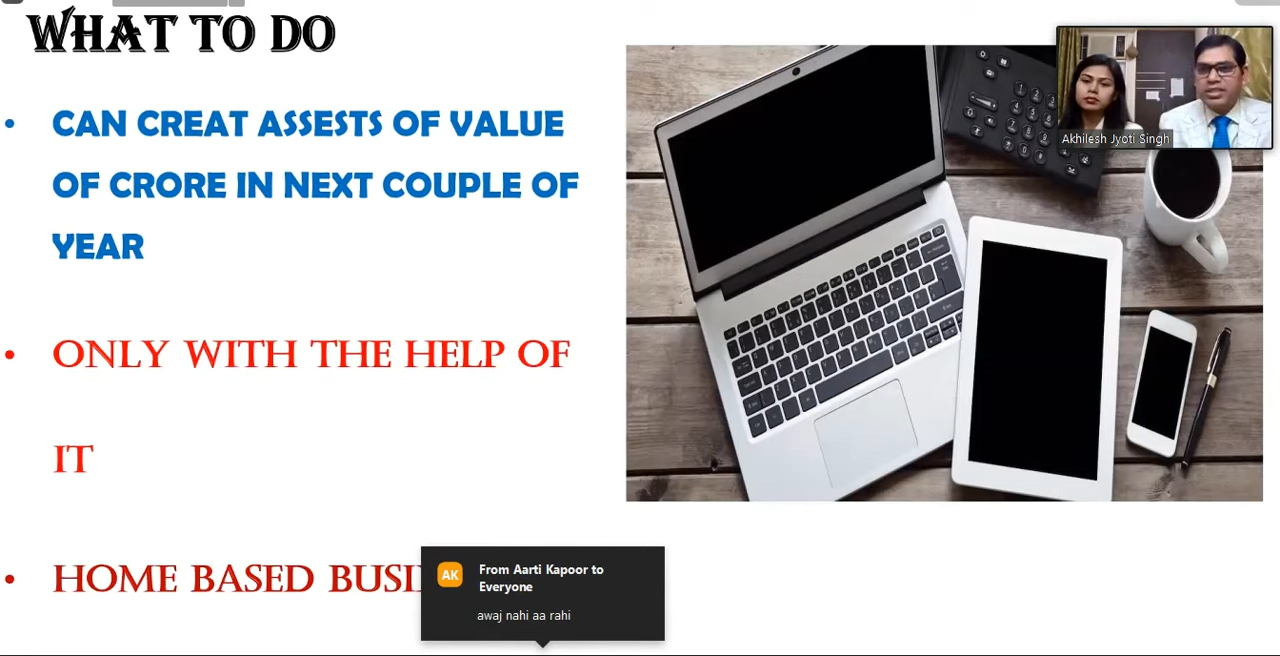 WHAT TO DO
• CAN CREAT ASSESTS OF VALUE
OF CRORE IN NEXT COUPLE OF
YEAR
• ONLY WITH THE HELP OF
IT
• HOME BASED
Akhilesh Jyoti Singh
AK
From Aarti Kapoor to
Everyone
awaj nahi aa rahi